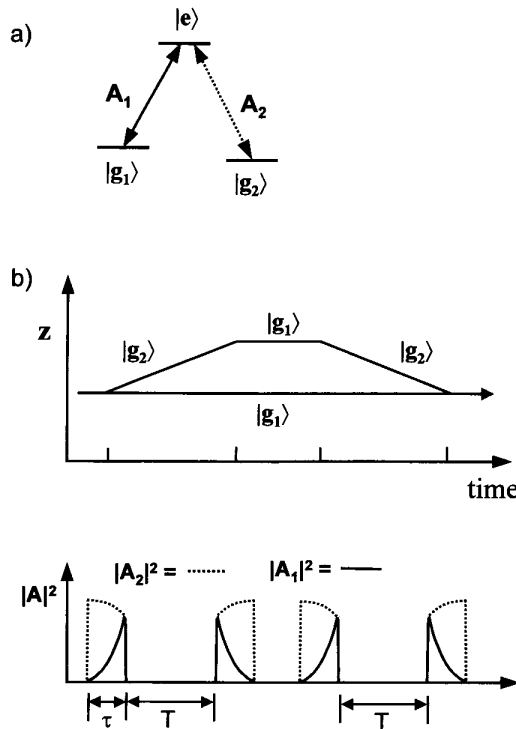 a)
|e⟩
A₁
A₂
|g₁⟩
|g₂⟩
b)
z
|g₂⟩
|g₁⟩
|g₂⟩
|g₁⟩
time
|A₂|² = |A₁|² =
|A|²
τ T T